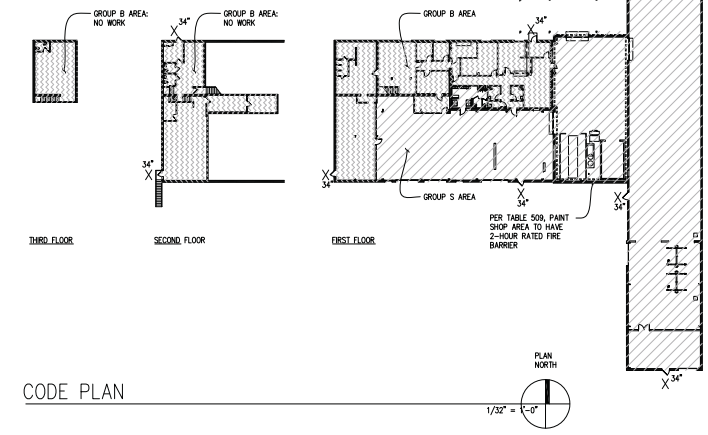 GROUP B AREA:
NO WORK
GROUP B AREA:
NO WORK
GROUP B AREA
34"
34"
34"
34
34"
34"
GROUP S AREA
PER TABLE 509, PAINT
SHOP AREA TO HAVE
2-HOUR RATED FIRE
BARRIER
THIRD FLOOR
SECOND FLOOR
FIRST FLOOR
34"
PLAN
NORTH
CODE PLAN
1/32" = 1'-0"